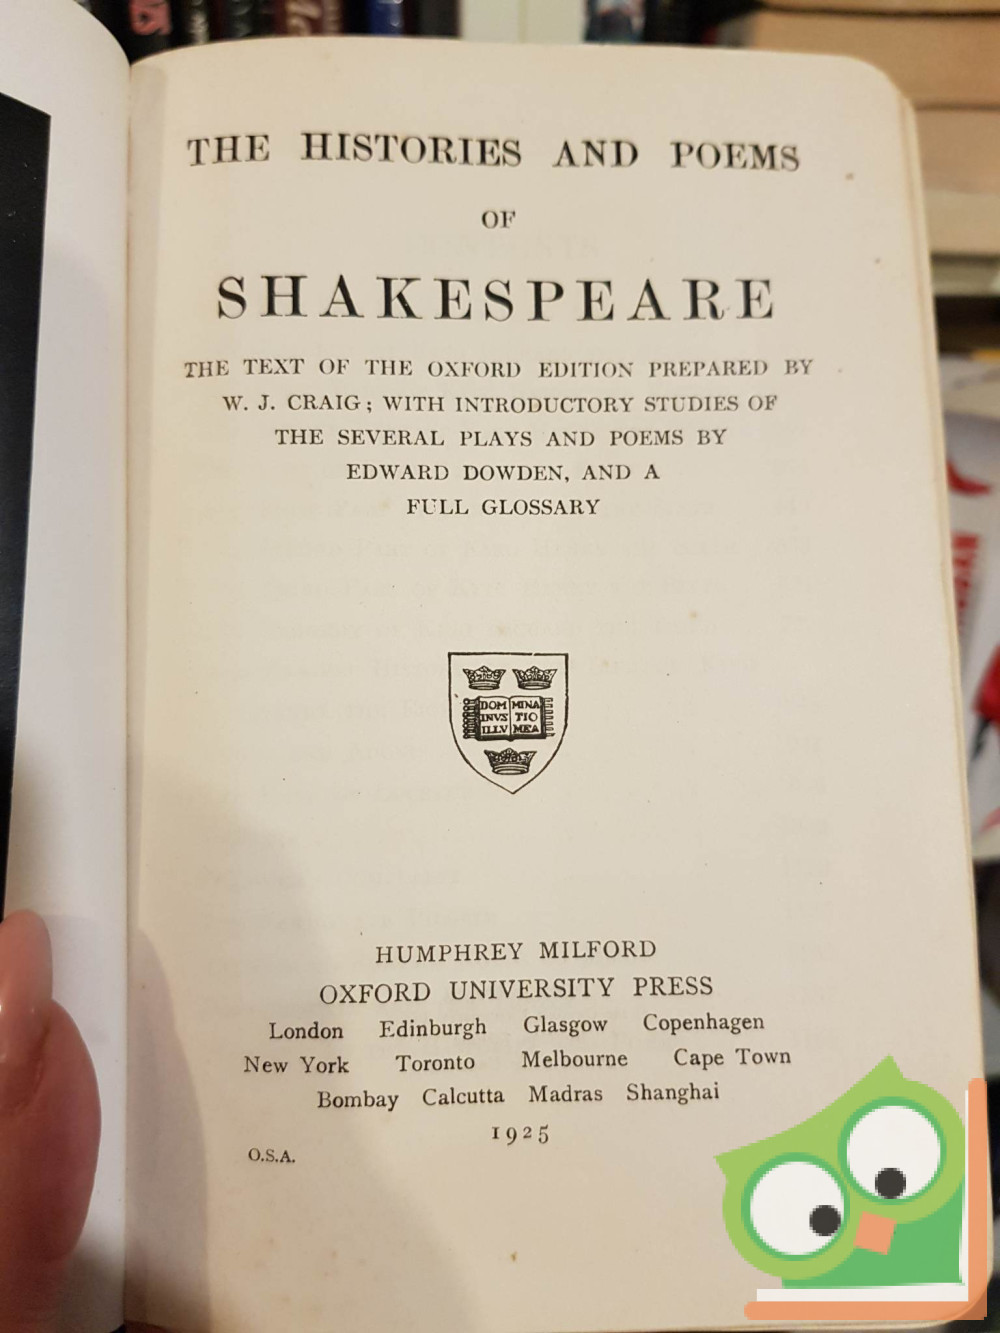 THE HISTORIES AND POEMS
OF
SHAKESPEARE
THE TEXT OF THE OXFORD EDITION PREPARED BY
W. J. CRAIG; WITH INTRODUCTORY STUDIES OF
THE SEVERAL PLAYS AND POEMS BY
EDWARD DOWDEN, AND A
FULL GLOSSARY
DOM MINA
INVS TIO
ILLV MEA
HUMPHREY MILFORD
OXFORD UNIVERSITY PRESS
London Edinburgh Glasgow Copenhagen
New York Toronto Melbourne Cape Town
Bombay Calcutta Madras Shanghai
1925
O.S.A.